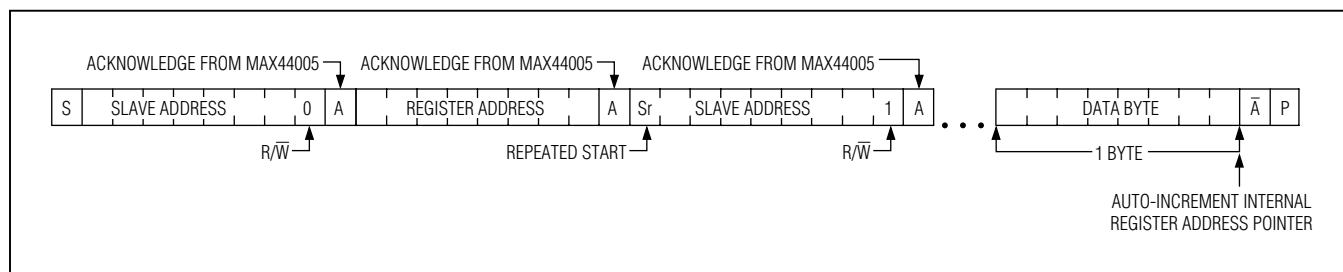 ACKNOWLEDGE FROM MAX44005 ACKNOWLEDGE FROM MAX44005 ACKNOWLEDGE FROM MAX44005
S SLAVE ADDRESS 0 A REGISTER ADDRESS A Sr SLAVE ADDRESS 1 A ... DATA BYTE A̅ P
R/W̅ REPEATED START R/W̅ 1 BYTE
AUTO-INCREMENT INTERNAL
REGISTER ADDRESS POINTER